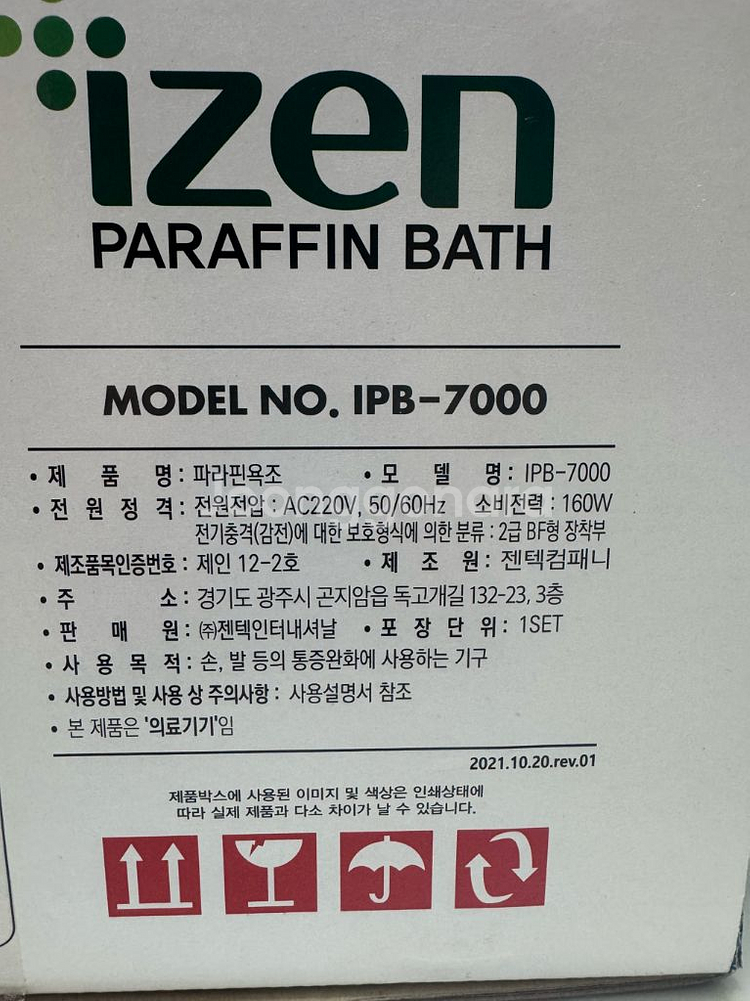 izen
PARAFFIN BATH
MODEL NO. IPB-7000
• 제 품 명 : 파라핀욕조 • 모 델 명 : IPB-7000
• 전 원 정 격 : 전원전압 : AC220V, 50/60Hz 소비전력 : 160W
전기충격(감전)에 대한 보호형식에 의한 분류 : 2급 BF형 장착부
• 제조품목인증번호 : 제인 12-2호 • 제 조 원 : 젠텍컴패니
• 주 소 : 경기도 광주시 곤지암읍 독고개길 132-23, 3층
• 판 매 원 : ㈜젠텍인터내셔날 • 포 장 단 위 : 1SET
• 사 용 목 적 : 손, 발 등의 통증완화에 사용하는 기구
• 사용방법 및 사용 상 주의사항 : 사용설명서 참조
• 본 제품은 '의료기기'임
2021.10.20.rev.01
제품박스에 사용된 이미지 및 색상은 인쇄상태에
따라 실제 제품과 다소 차이가 날 수 있습니다.